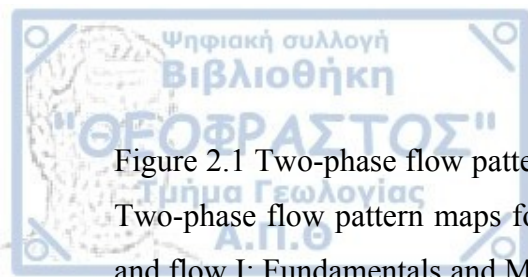 Ψηφιακή συλλογή
Βιβλιοθήκη
"ΘΕΟΦΡΑΣΤΟΣ"
Figure 2.1 Two-phase flow patte
Τμήμα Γεωλογίας
Two-phase flow pattern maps fo
Α.Π.Θ
and flow I: Fundamentals and M